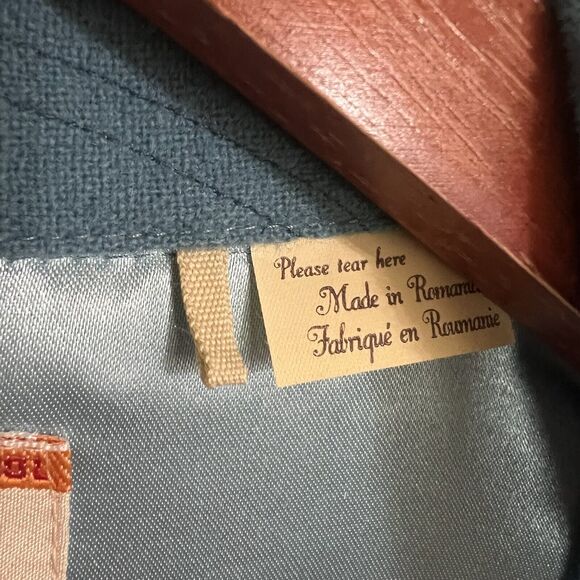 Please tear here
Made in Romania
Fabriqué en Roumanie